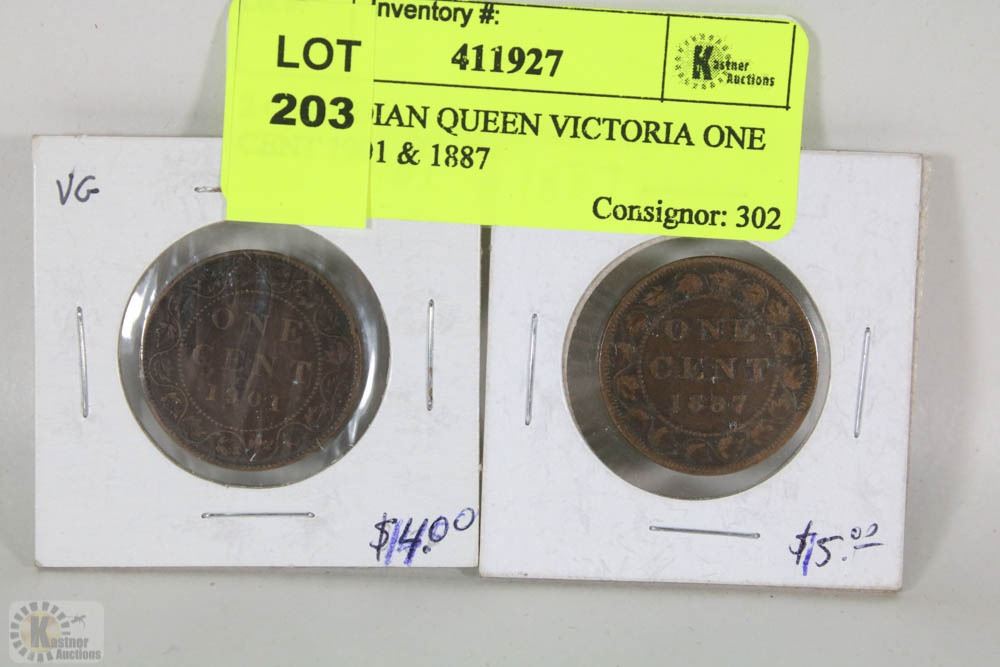 Inventory #:
LOT 411927
Kastner
Auctions
203
DIAN QUEEN VICTORIA ONE
01 & 1887
Consignor: 302
VG
ONE
CENT
1901
ONE
CENT
1887
$14.00
$15.00
Kastner
Auctions